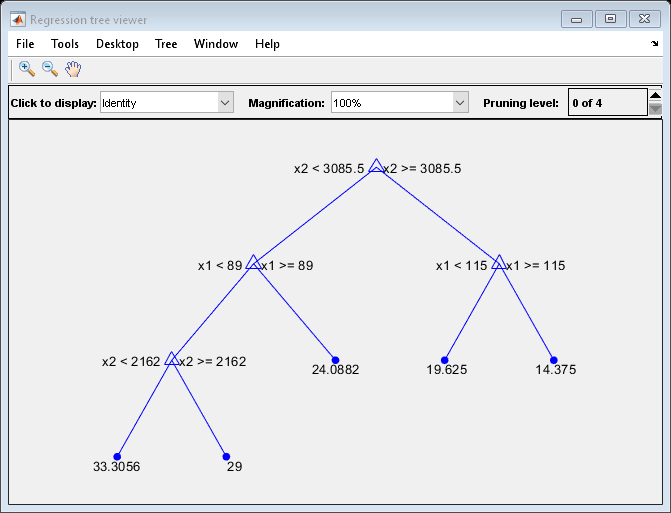 Regression tree viewer
File Tools Desktop Tree Window Help
Click to display: Identity Magnification: 100% Pruning level: 0 of 4
x2 < 3085.5 x2 >= 3085.5
x1 < 89 x1 >= 89 x1 < 115 x1 >= 115
x2 < 2162 x2 >= 2162 24.0882 19.625 14.375
33.3056 29